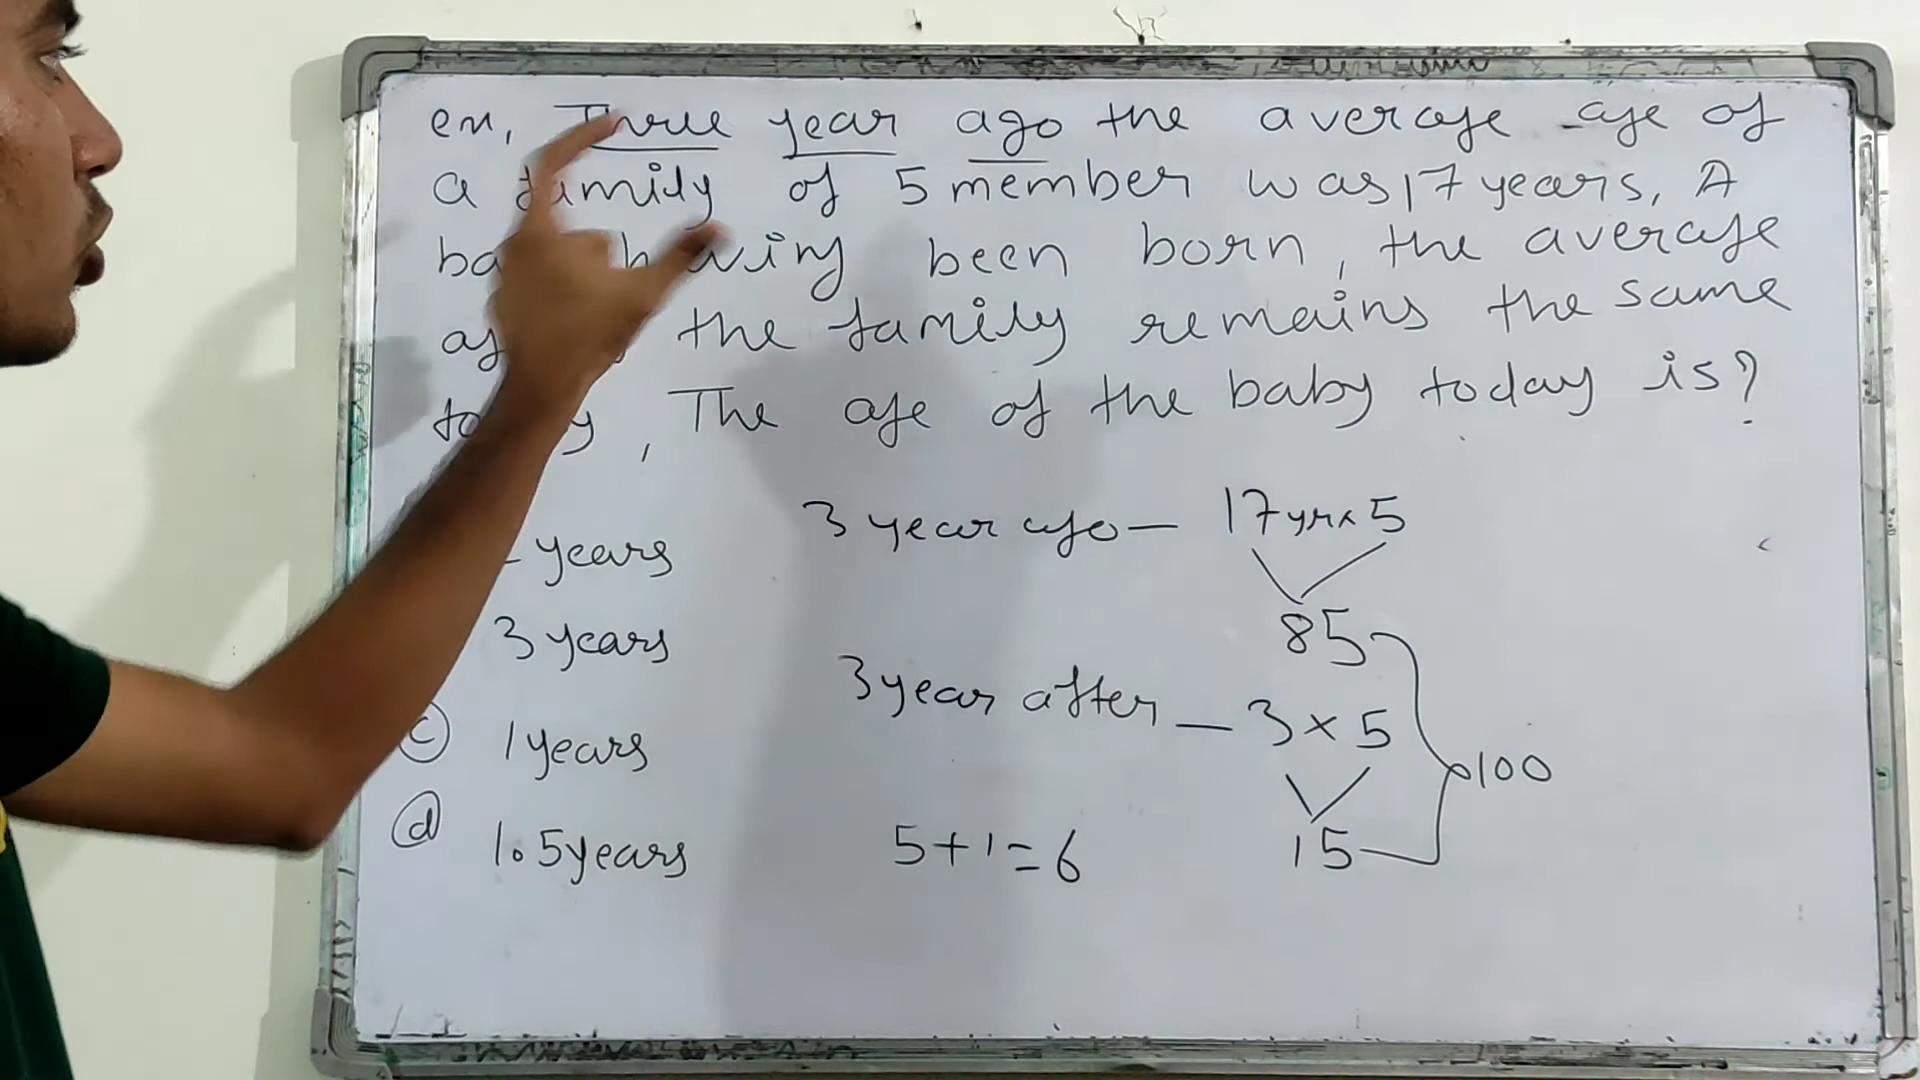 ex, Three year ago the average age of
a family of 5 member was 17 years, A
having been born, the average
the family remains the same
, The age of the baby today is?
3 year ago — 17yr x 5
years
85
3 years
3 year after — 3 x 5
100
c 1 years
15
5 + 1 = 6
d 1.5 years